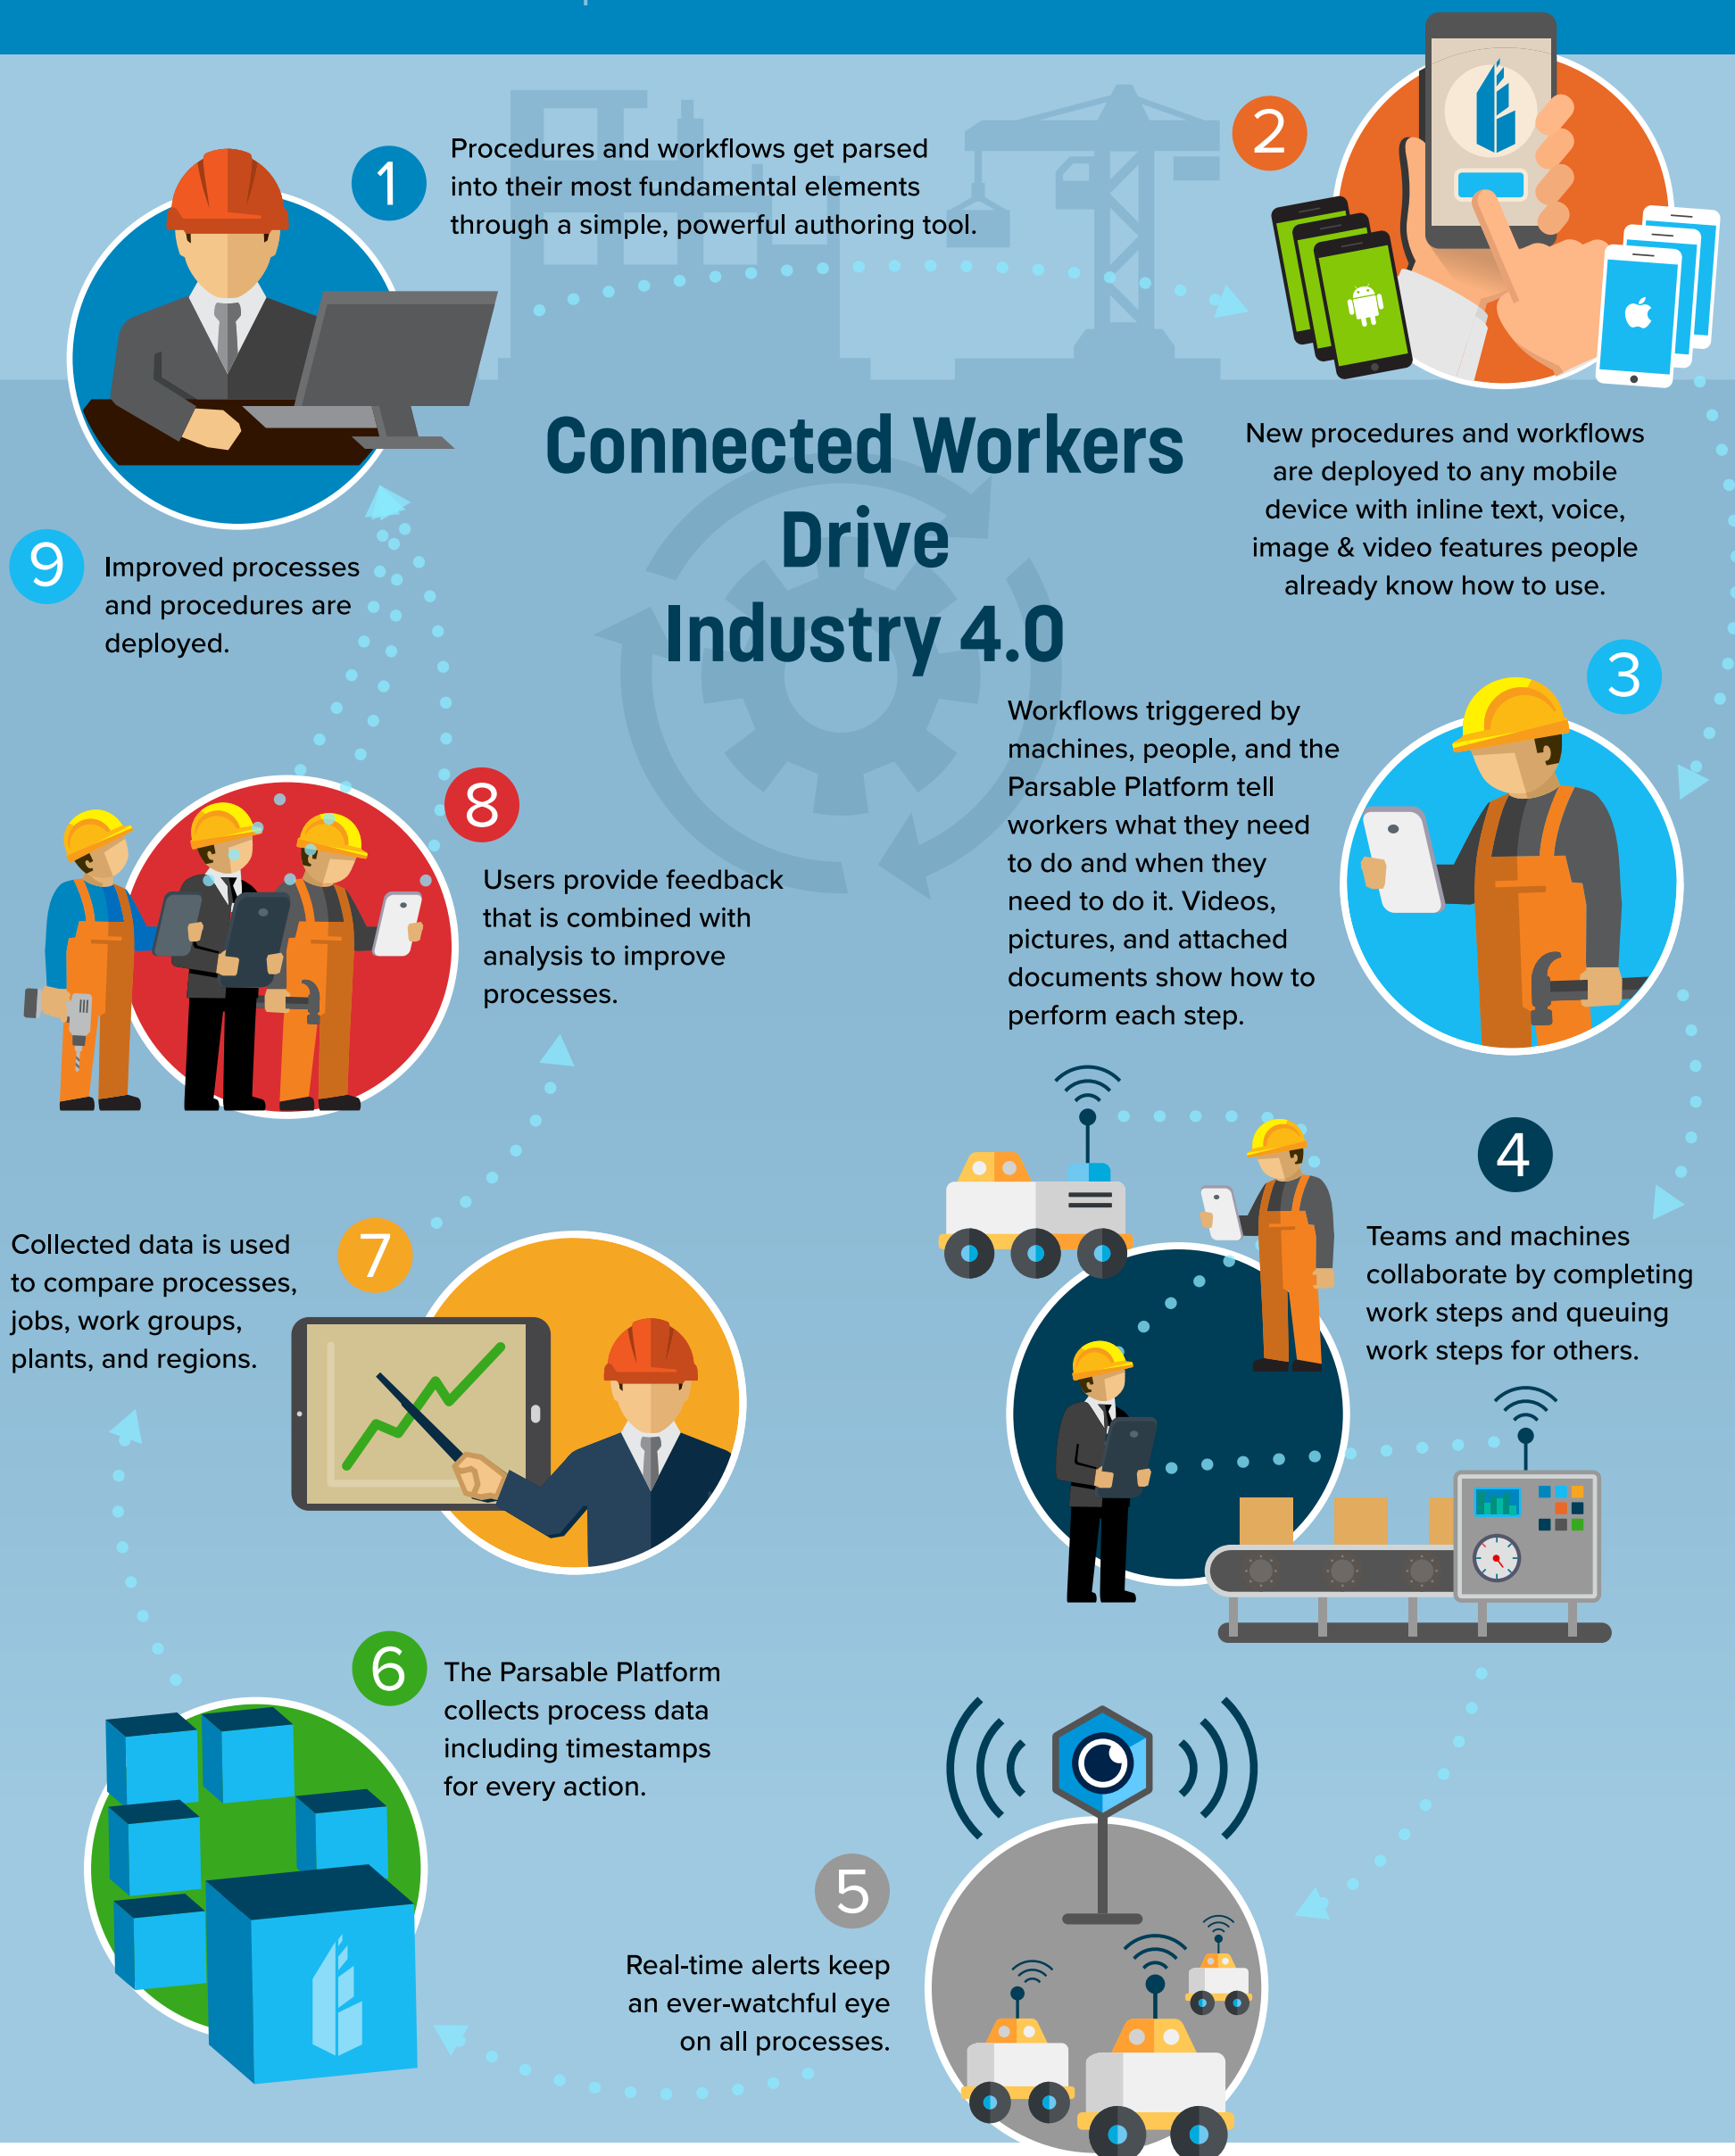 1
Procedures and workflows get parsed
into their most fundamental elements
through a simple, powerful authoring tool.
2
New procedures and workflows
are deployed to any mobile
device with inline text, voice,
image & video features people
already know how to use.
Connected Workers
Drive
Industry 4.0
3
Workflows triggered by
machines, people, and the
Parsable Platform tell
workers what they need
to do and when they
need to do it. Videos,
pictures, and attached
documents show how to
perform each step.
4
Teams and machines
collaborate by completing
work steps and queuing
work steps for others.
5
Real-time alerts keep
an ever-watchful eye
on all processes.
6
The Parsable Platform
collects process data
including timestamps
for every action.
7
Collected data is used
to compare processes,
jobs, work groups,
plants, and regions.
8
Users provide feedback
that is combined with
analysis to improve
processes.
9
Improved processes
and procedures are
deployed.